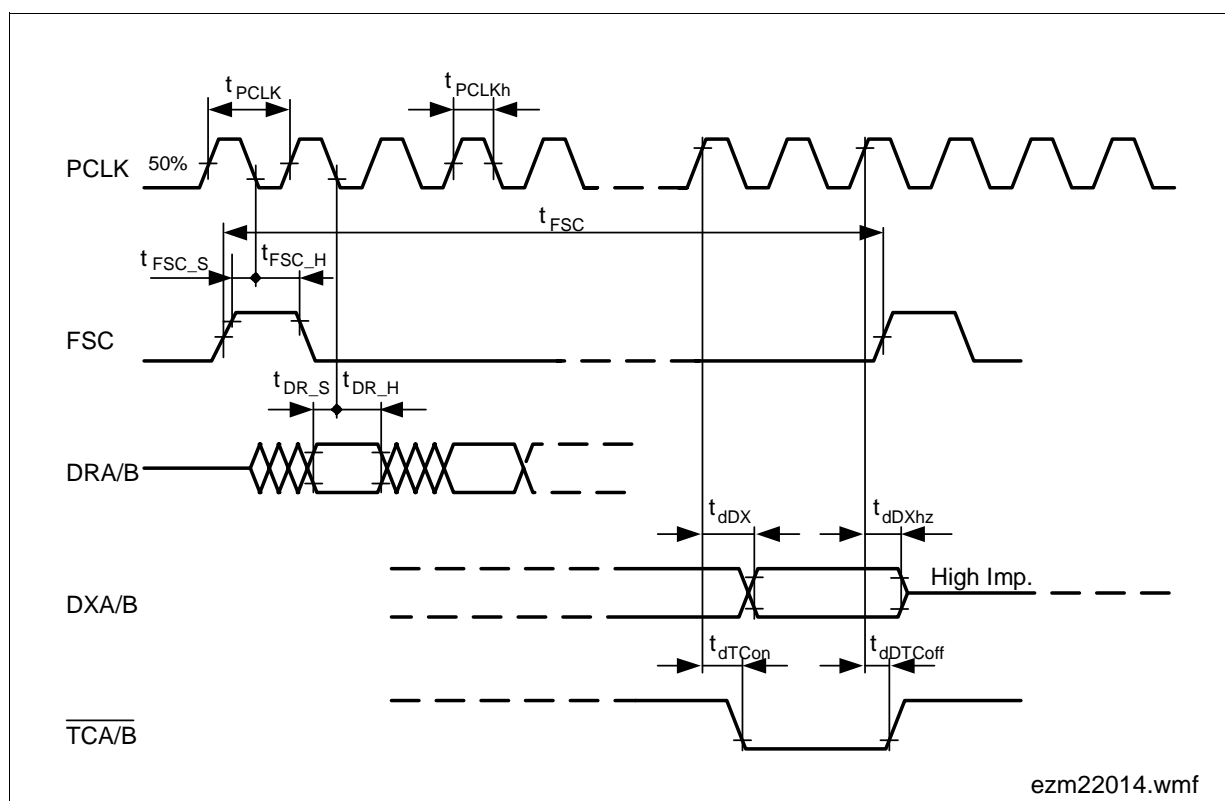 t PCLK
t PCLKh
PCLK 50%
t FSC
t FSC_S t FSC_H
FSC
t DR_S t DR_H
DRA/B
t dDX t dDXhz
High Imp.
DXA/B
t dTCon t dDTCoff
TCA/B
ezm22014.wmf